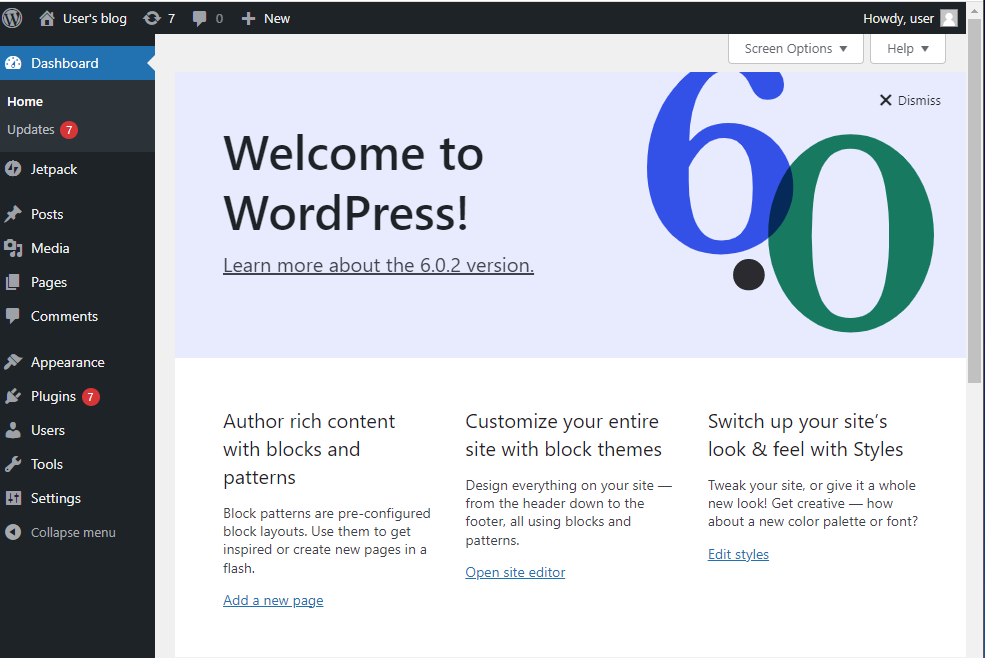 User's blog 7 0 New Howdy, user
Screen Options Help
Dashboard
Home
Updates 7
Jetpack
Posts
Media
Pages
Comments
Appearance
Plugins 7
Users
Tools
Settings
Collapse menu
6.0
Dismiss
Welcome to
WordPress!
Learn more about the 6.0.2 version.
Author rich content
with blocks and
patterns
Block patterns are pre-configured
block layouts. Use them to get
inspired or create new pages in a
flash.
Add a new page
Customize your entire
site with block themes
Design everything on your site —
from the header down to the
footer, all using blocks and
patterns.
Open site editor
Switch up your site’s
look & feel with Styles
Tweak your site, or give it a whole
new look! Get creative — how
about a new color palette or font?
Edit styles